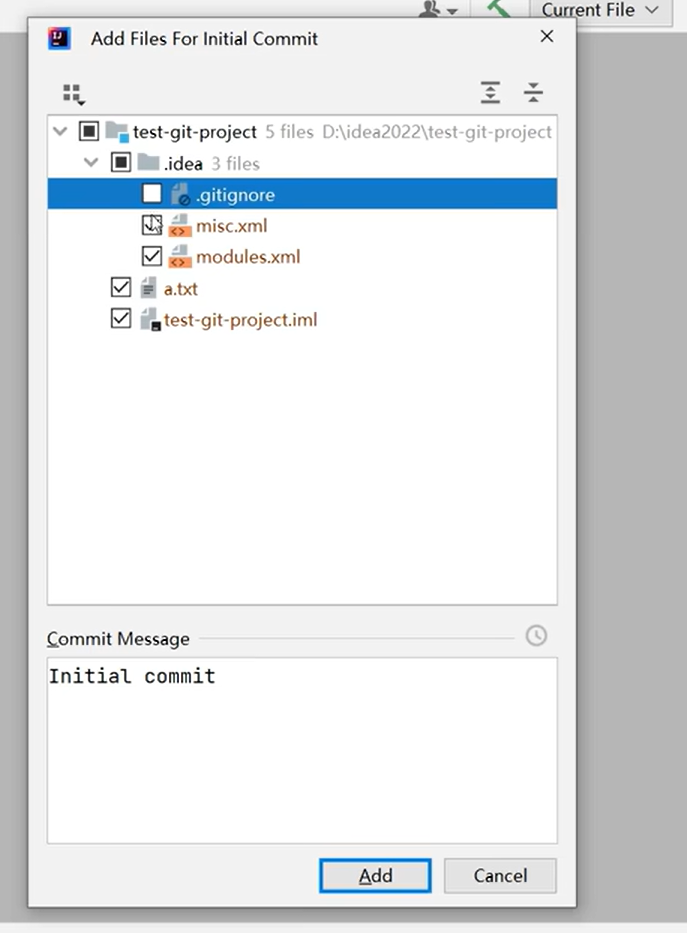 Current File
Add Files For Initial Commit
test-git-project 5 files D:\idea2022\test-git-project
.idea 3 files
.gitignore
misc.xml
modules.xml
a.txt
test-git-project.iml
Commit Message
Initial commit
Add
Cancel